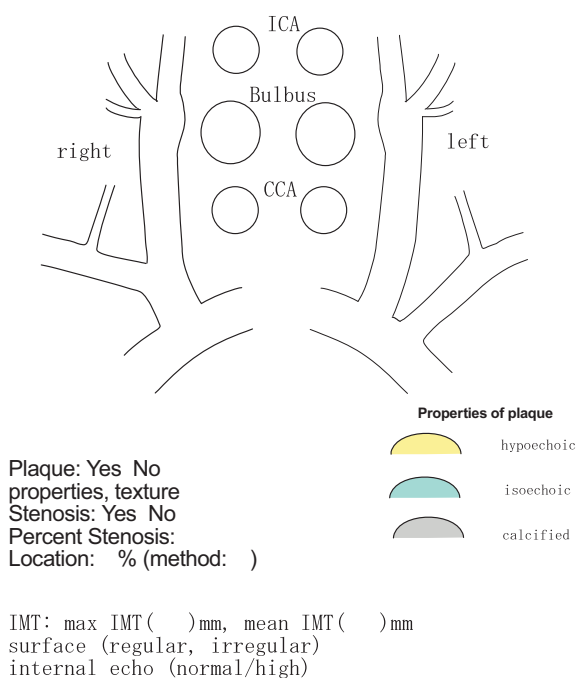 ICA
Bulbus
right
left
CCA
Properties of plaque
hypoechoic
isoechoic
calcified
Plaque: Yes No
properties, texture
Stenosis: Yes No
Percent Stenosis:
Location: % (method: )
IMT: max IMT( )mm, mean IMT( )mm
surface (regular, irregular)
internal echo (normal/high)